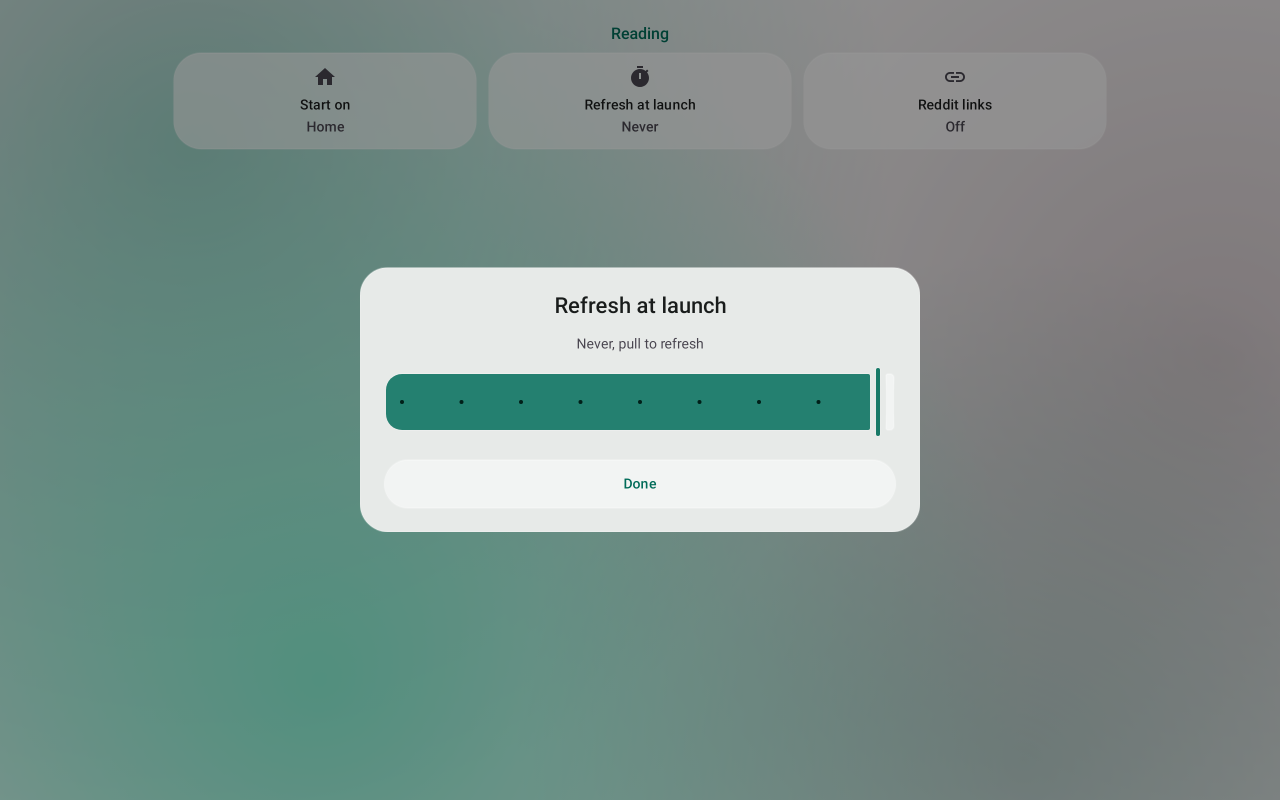 Reading
Start on
Home
Refresh at launch
Never
Reddit links
Off
Refresh at launch
Never, pull to refresh
Done